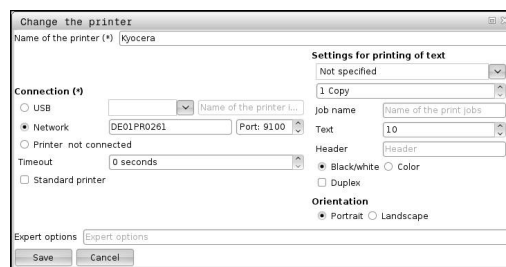 Change the printer
Name of the printer (*) Kyocera
Connection (*)
USB Name of the printer i...
Network DE01PR0261 Port: 9100
Printer not connected
Timeout 0 seconds
Standard printer
Settings for printing of text
Not specified
1 Copy
Job name Name of the print jobs
Text 10
Header Header
Black/white Color
Duplex
Orientation
Portrait Landscape
Expert options Expert options
Save Cancel